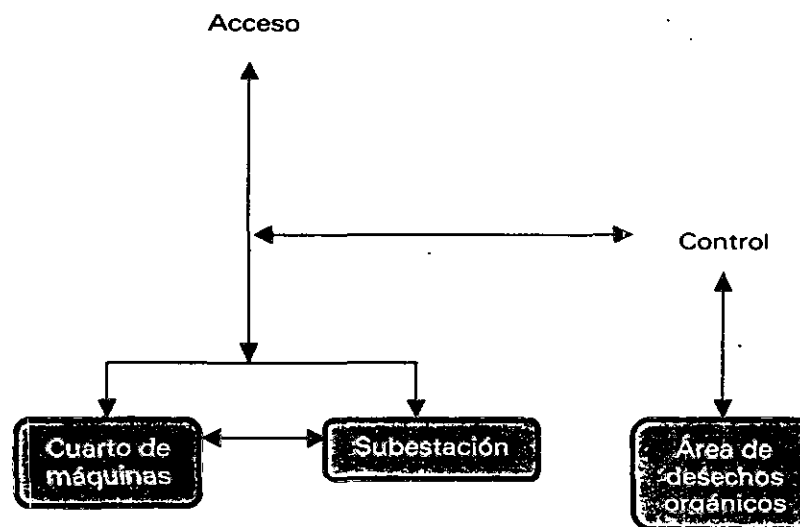 Acceso
Control
Cuarto de
máquinas
Subestación
Área de
desechos
orgánicos